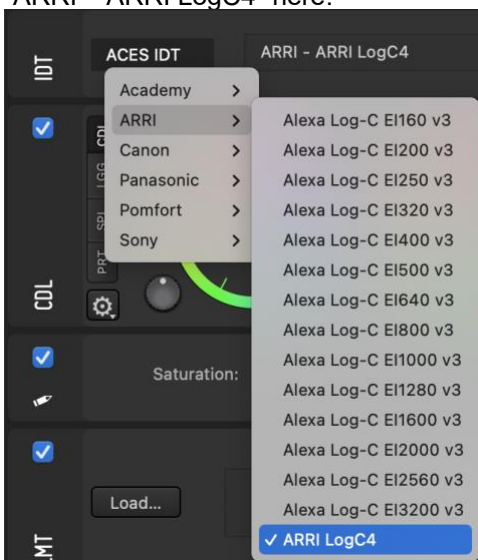 ARRI – ARRI LogC4" here:
IDT
ACES IDT
ARRI - ARRI LogC4
Academy
ARRI
Canon
Panasonic
Pomfort
Sony
Alexa Log-C EI160 v3
Alexa Log-C EI200 v3
Alexa Log-C EI250 v3
Alexa Log-C EI320 v3
Alexa Log-C EI400 v3
Alexa Log-C EI500 v3
Alexa Log-C EI640 v3
Alexa Log-C EI800 v3
Alexa Log-C EI1000 v3
Alexa Log-C EI1280 v3
Alexa Log-C EI1600 v3
Alexa Log-C EI2000 v3
Alexa Log-C EI2560 v3
Alexa Log-C EI3200 v3
ARRI LogC4
CDL
LGG
SPL
PRT
CDL
Saturation:
Load...